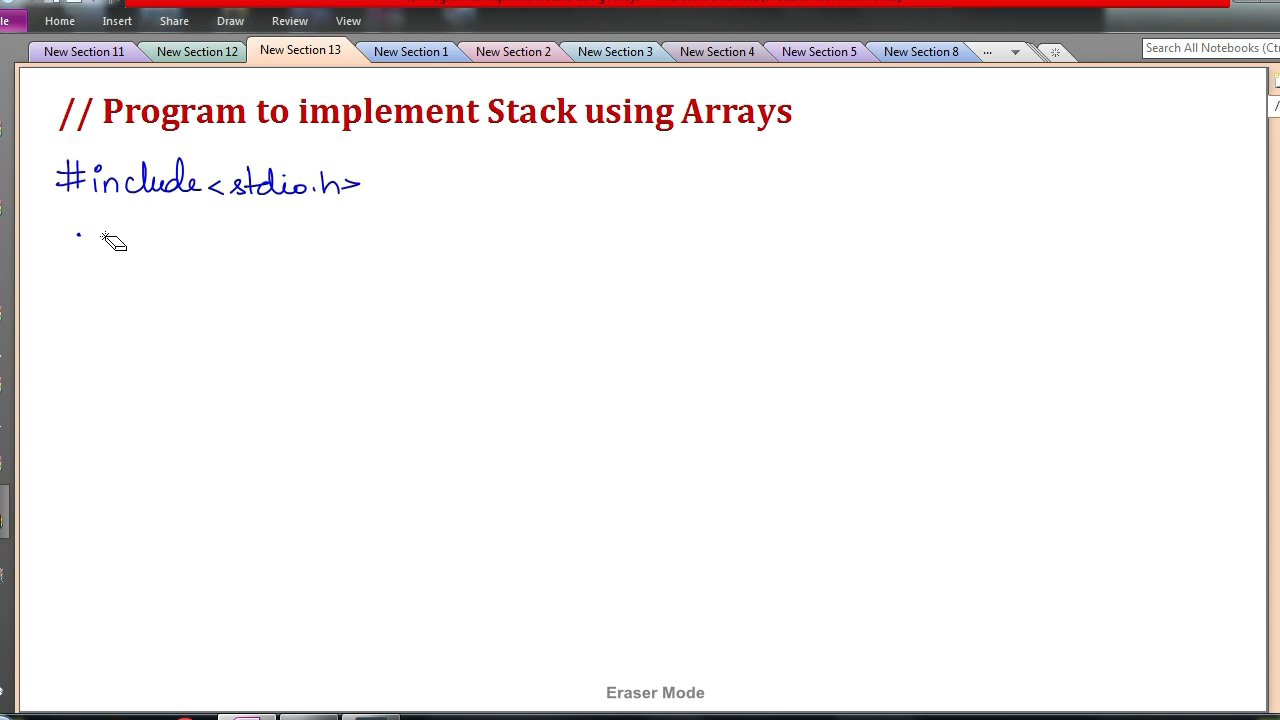 Home Insert Share Draw Review View
New Section 11 New Section 12 New Section 13 New Section 1 New Section 2 New Section 3 New Section 4 New Section 5 New Section 8 ... Search All Notebooks (Ctr
// Program to implement Stack using Arrays
#include<stdio.h>
Eraser Mode